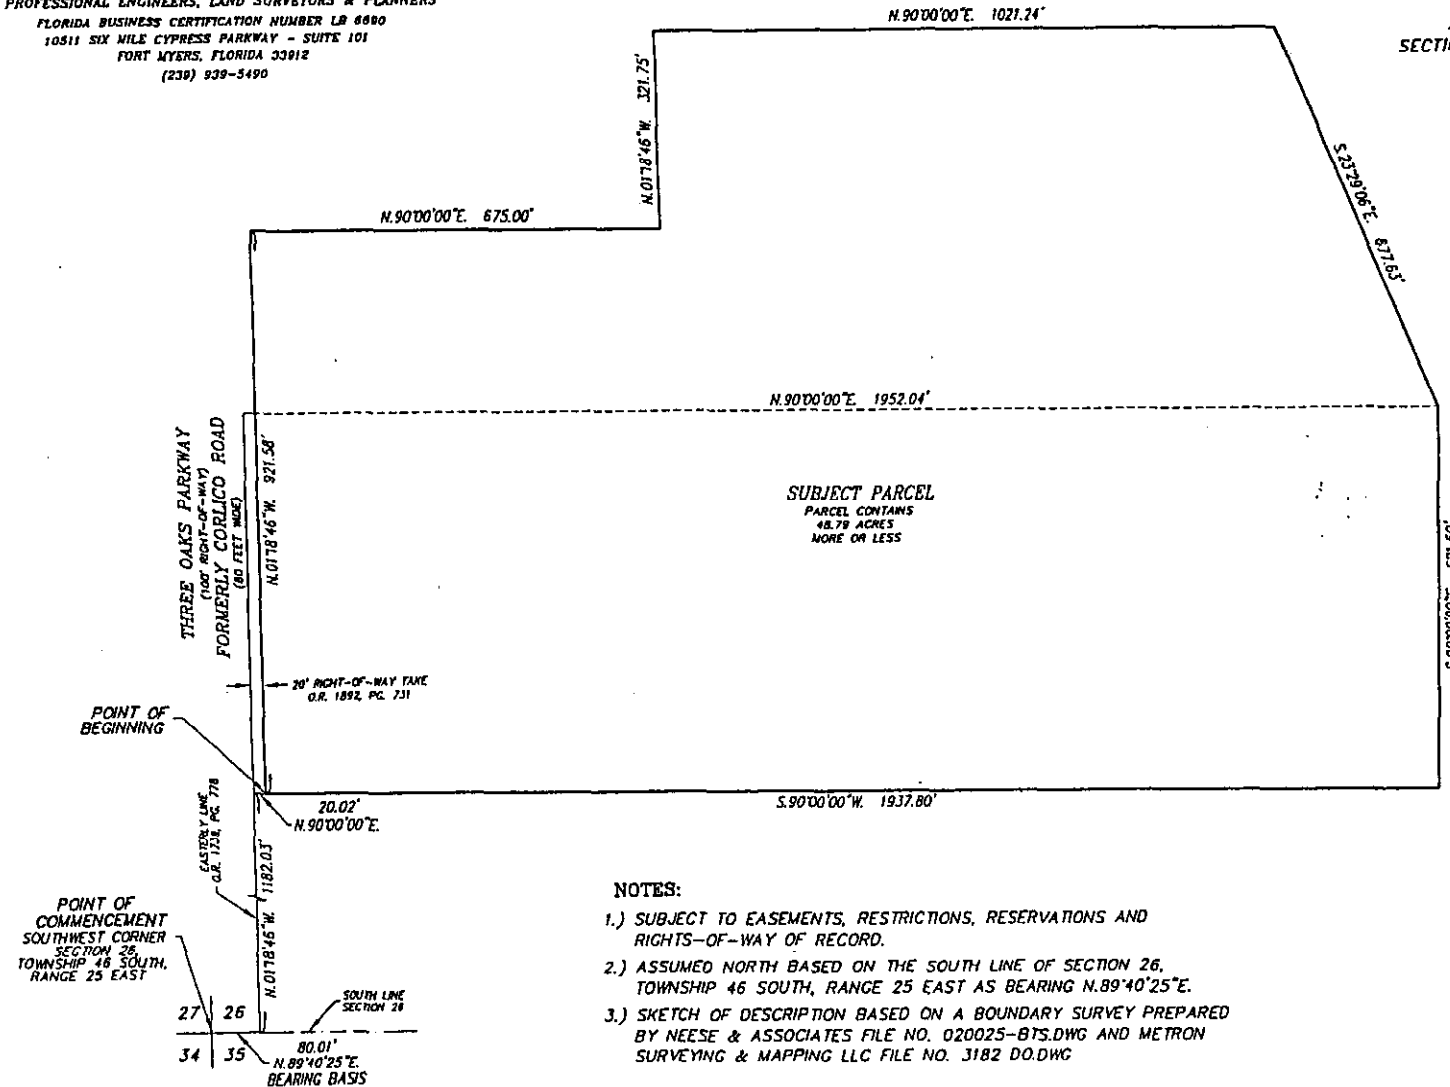 PROFESSIONAL ENGINEERS, LAND SURVEYORS & PLANNERS
FLORIDA BUSINESS CERTIFICATION NUMBER LB 6690
10511 SIX MILE CYPRESS PARKWAY - SUITE 101
FORT MYERS, FLORIDA 33912
(239) 939-5490
N.90°00'00"E. 1021.24'
N.01°18'46"W. 321.75'
S.23°29'06"E. 877.63'
N.90°00'00"E. 675.00'
N.90°00'00"E. 1952.04'
THREE OAKS PARKWAY
(100' RIGHT-OF-WAY)
FORMERLY CORLICO ROAD
(80 FEET WIDE)
N.01°18'46"W. 921.58'
SUBJECT PARCEL
PARCEL CONTAINS
48.79 ACRES
MORE OR LESS
20' RIGHT-OF-WAY TAKE
O.R. 1892, PG. 731
POINT OF
BEGINNING
20.02'
N.90°00'00"E.
S.90°00'00"W. 1937.80'
EASTERLY LINE
O.R. 1738, PG. 778
N.01°18'46"W. 1182.03'
POINT OF
COMMENCEMENT
SOUTHWEST CORNER
SECTION 26,
TOWNSHIP 46 SOUTH,
RANGE 25 EAST
27 26
34 35
SOUTH LINE
SECTION 26
80.01'
N.89°40'25"E.
BEARING BASIS
NOTES:
1.) SUBJECT TO EASEMENTS, RESTRICTIONS, RESERVATIONS AND
RIGHTS-OF-WAY OF RECORD.
2.) ASSUMED NORTH BASED ON THE SOUTH LINE OF SECTION 26,
TOWNSHIP 46 SOUTH, RANGE 25 EAST AS BEARING N.89°40'25"E.
3.) SKETCH OF DESCRIPTION BASED ON A BOUNDARY SURVEY PREPARED
BY NEESE & ASSOCIATES FILE NO. 020025-BTS.DWG AND METRON
SURVEYING & MAPPING LLC FILE NO. 3182 DO.DWG